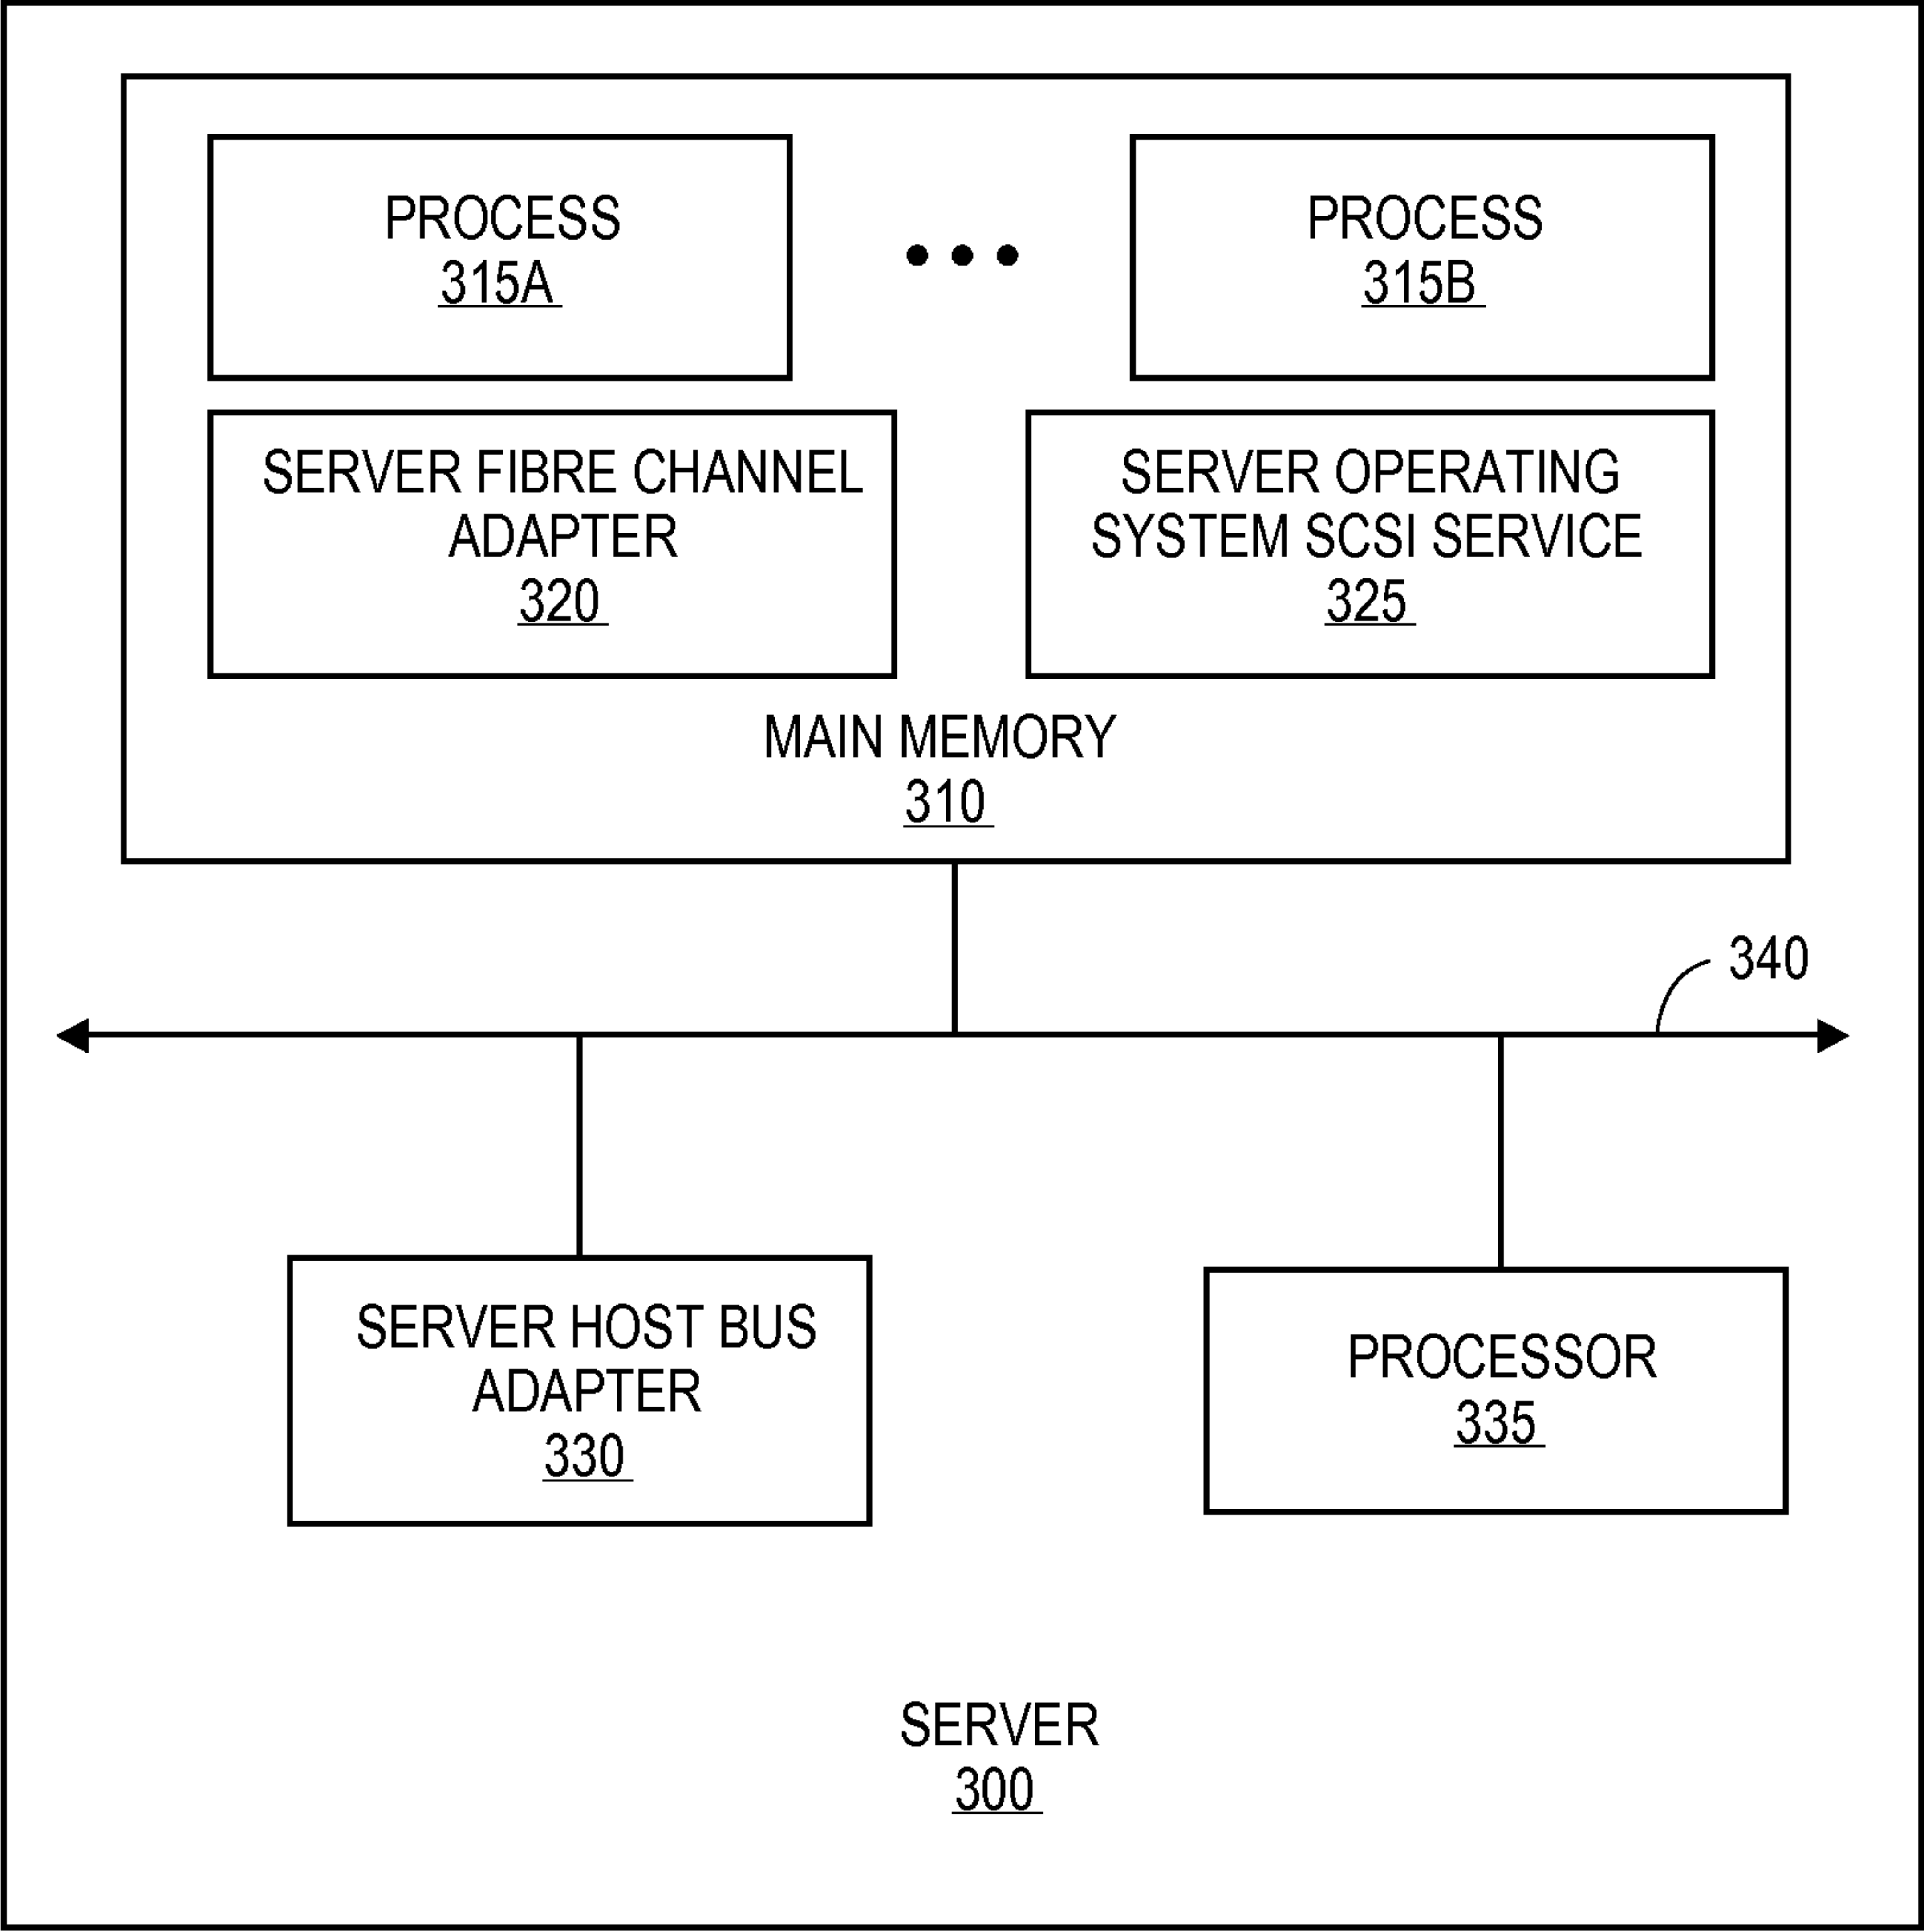 PROCESS
315A
PROCESS
315B
SERVER FIBRE CHANNEL
ADAPTER
320
SERVER OPERATING
SYSTEM SCSI SERVICE
325
MAIN MEMORY
310
340
SERVER HOST BUS
ADAPTER
330
PROCESSOR
335
SERVER
300